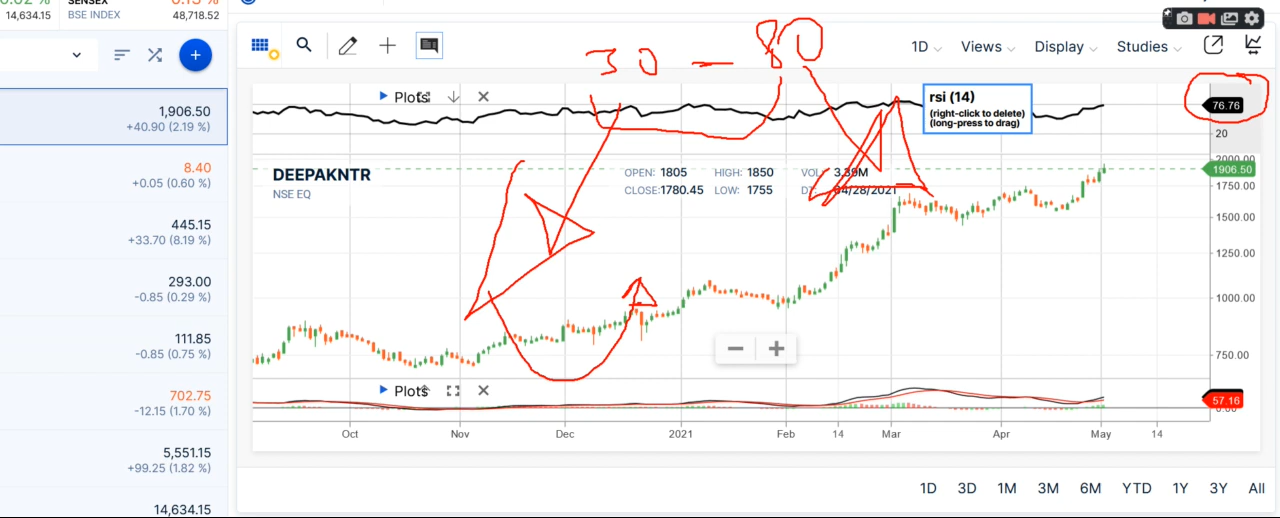 14,634.15
SENSEX
BSE INDEX 48,718.52
1D Views Display Studies
30 - 80
1,906.50
+40.90 (2.19 %)
8.40
+0.05 (0.60 %)
445.15
+33.70 (8.19 %)
293.00
-0.85 (0.29 %)
111.85
-0.85 (0.75 %)
702.75
-12.15 (1.70 %)
5,551.15
+99.25 (1.82 %)
14,634.15
Plots
rsi (14)
(right-click to delete)
(long-press to drag)
76.76
20
DEEPAKNTR
NSE EQ
OPEN: 1805 HIGH: 1850 VOL: 3.39M
CLOSE:1780.45 LOW: 1755 04/28/2021
2000.00
1906.50
1750.00
1500.00
1250.00
1000.00
750.00
Plots
57.16
0.00
Oct Nov Dec 2021 Feb 14 Mar Apr May 14
1D 3D 1M 3M 6M YTD 1Y 3Y All